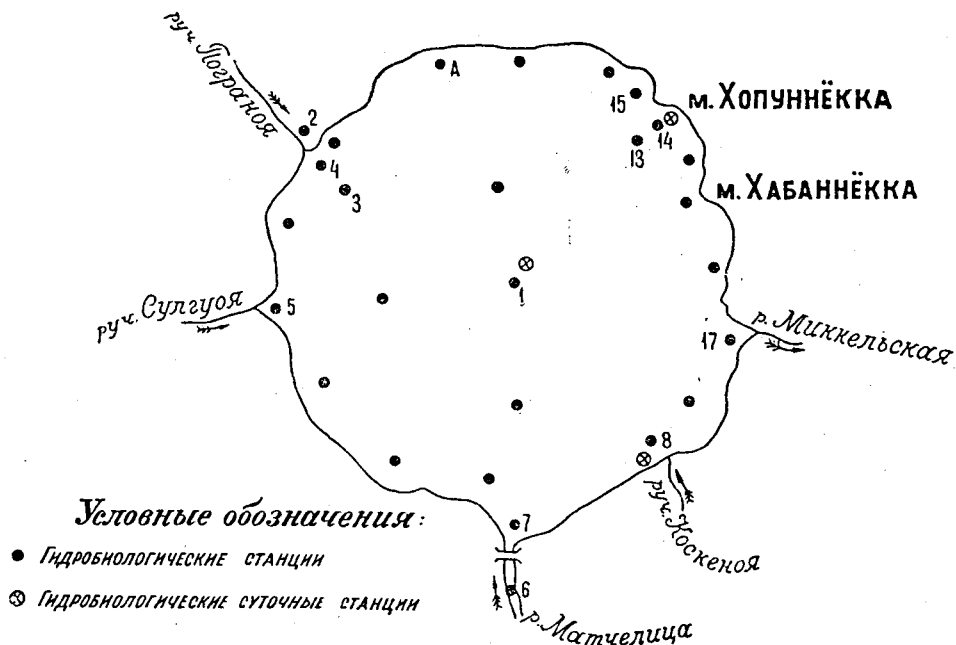 руч. Пограноя
А
2
15
м. Хопуннёкка
14
13
4
3
м. Хабаннёкка
1
руч. Сулгуоя
5
17
р. Миккельская
8
руч. Коскеноя
7
6
р. Матчелица
Условные обозначения:
Гидробиологические станции
Гидробиологические суточные станции